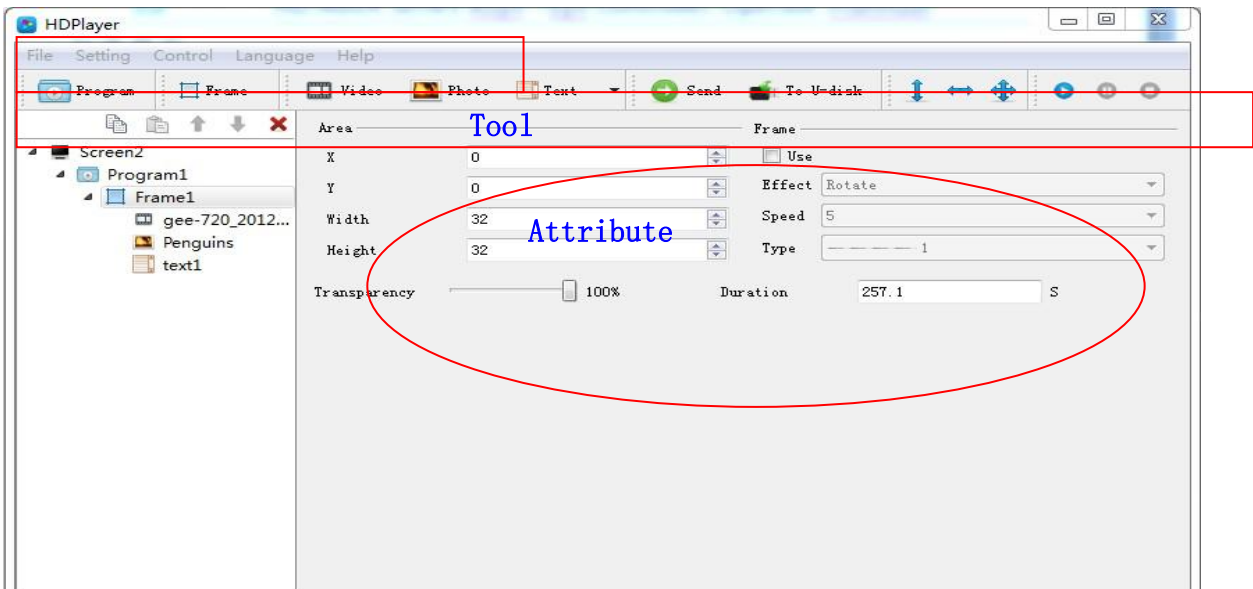 HDPlayer
File Setting Control Language Help
Program Frame Video Photo Text Send To U-disk
Tool
Area
Frame
Screen2
Program1
Frame1
gee-720_2012...
Penguins
text1
X 0
Y 0
Width 32
Height 32
Use
Effect Rotate
Speed 5
Type 1
Attribute
Transparency 100%
Duration 257.1 S